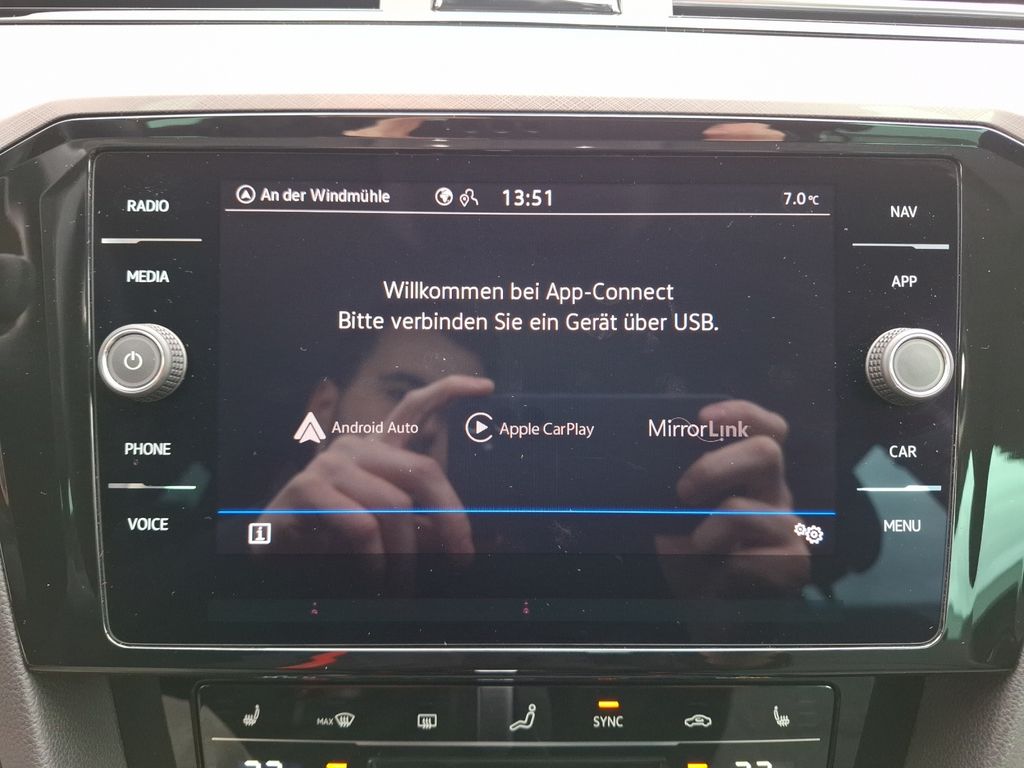 An der Windmühle 13:51 7.0 °C
RADIO
NAV
MEDIA
APP
Willkommen bei App-Connect
Bitte verbinden Sie ein Gerät über USB.
Android Auto Apple CarPlay MirrorLink
PHONE
CAR
VOICE
MENU
MAX SYNC